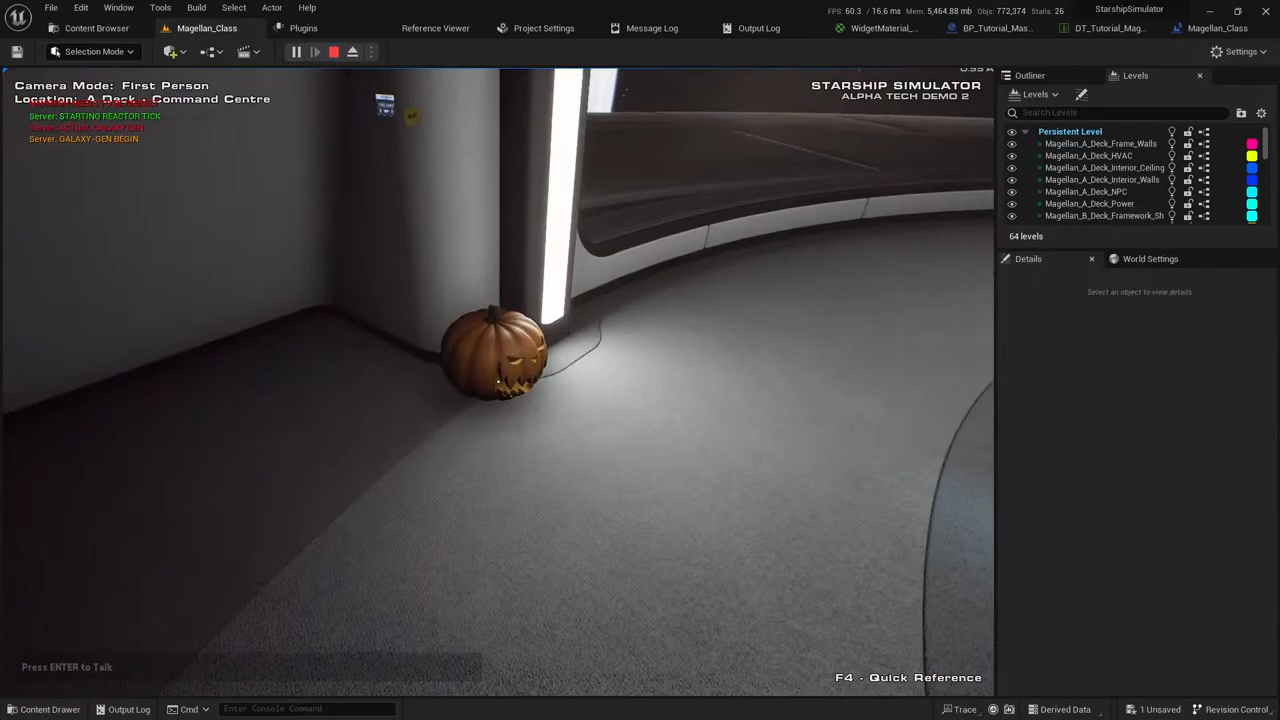 File Edit Window Tools Build Select Actor Help
FPS: 60.3 / 16.6 ms Mem: 5,464.88 mb Objs: 772,374 Stalls: 26
StarshipSimulator
Content Browser
Magellan_Class
Plugins
Reference Viewer
Project Settings
Message Log
Output Log
WidgetMaterial_...
BP_Tutorial_Mas...
DT_Tutorial_Mag...
Magellan_Class
Selection Mode
Settings
Camera Mode: First Person
Location: A Deck, Command Centre
Server: STARTING REACTOR TICK
Server: ACTUAL GALAXY GEN
Server: GALAXY-GEN BEGIN
STARSHIP SIMULATOR
ALPHA TECH DEMO 2
Outliner
Levels
Levels
Search Levels
Persistent Level
Magellan_A_Deck_Frame_Walls
Magellan_A_Deck_HVAC
Magellan_A_Deck_Interior_Ceiling
Magellan_A_Deck_Interior_Walls
Magellan_A_Deck_NPC
Magellan_A_Deck_Power
Magellan_B_Deck_Framework_Sh
64 levels
Details
World Settings
Select an object to view details.
Press ENTER to Talk
F4 - Quick Reference
Content Drawer
Output Log
Cmd
Enter Console Command
Trace
Derived Data
1 Unsaved
Revision Control